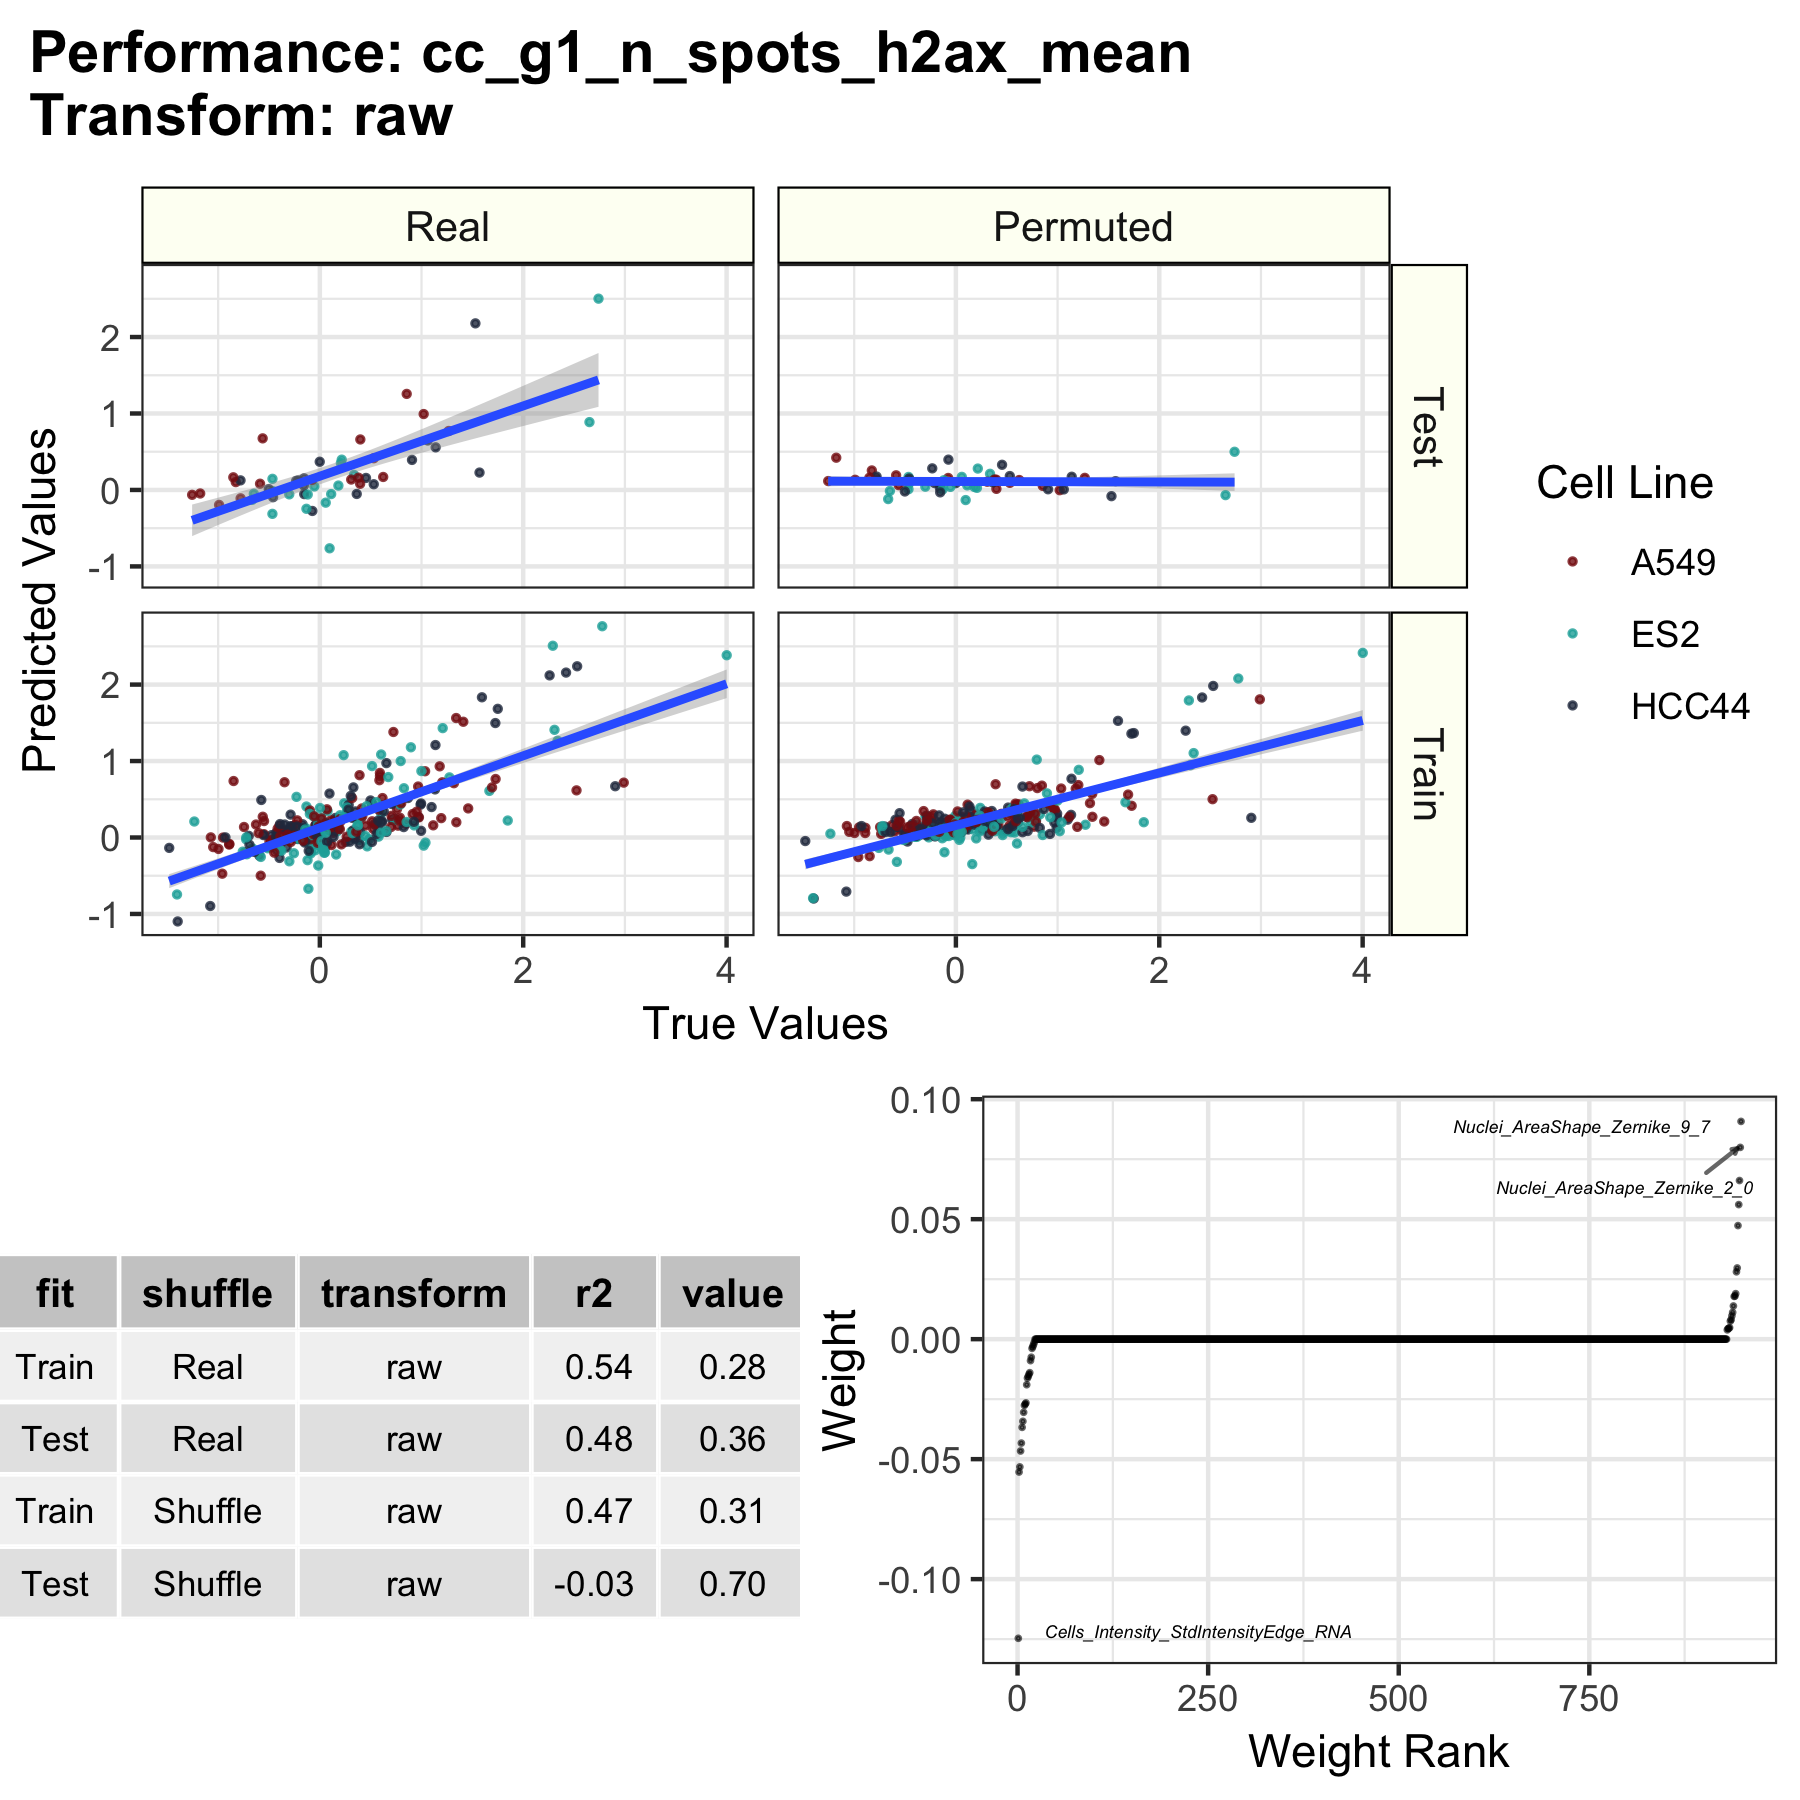 Performance: cc_g1_n_spots_h2ax_mean
Transform: raw
Real
Permuted
Predicted Values
2
1
0
-1
Test
2
1
0
-1
Train
0
2
4
0
2
4
True Values
Cell Line
A549
ES2
HCC44
fit shuffle transform r2 value
Train Real raw 0.54 0.28
Test Real raw 0.48 0.36
Train Shuffle raw 0.47 0.31
Test Shuffle raw -0.03 0.70
Weight
0.10
0.05
0.00
-0.05
-0.10
Nuclei_AreaShape_Zernike_9_7
Nuclei_AreaShape_Zernike_2_0
Cells_Intensity_StdIntensityEdge_RNA
0
250
500
750
Weight Rank